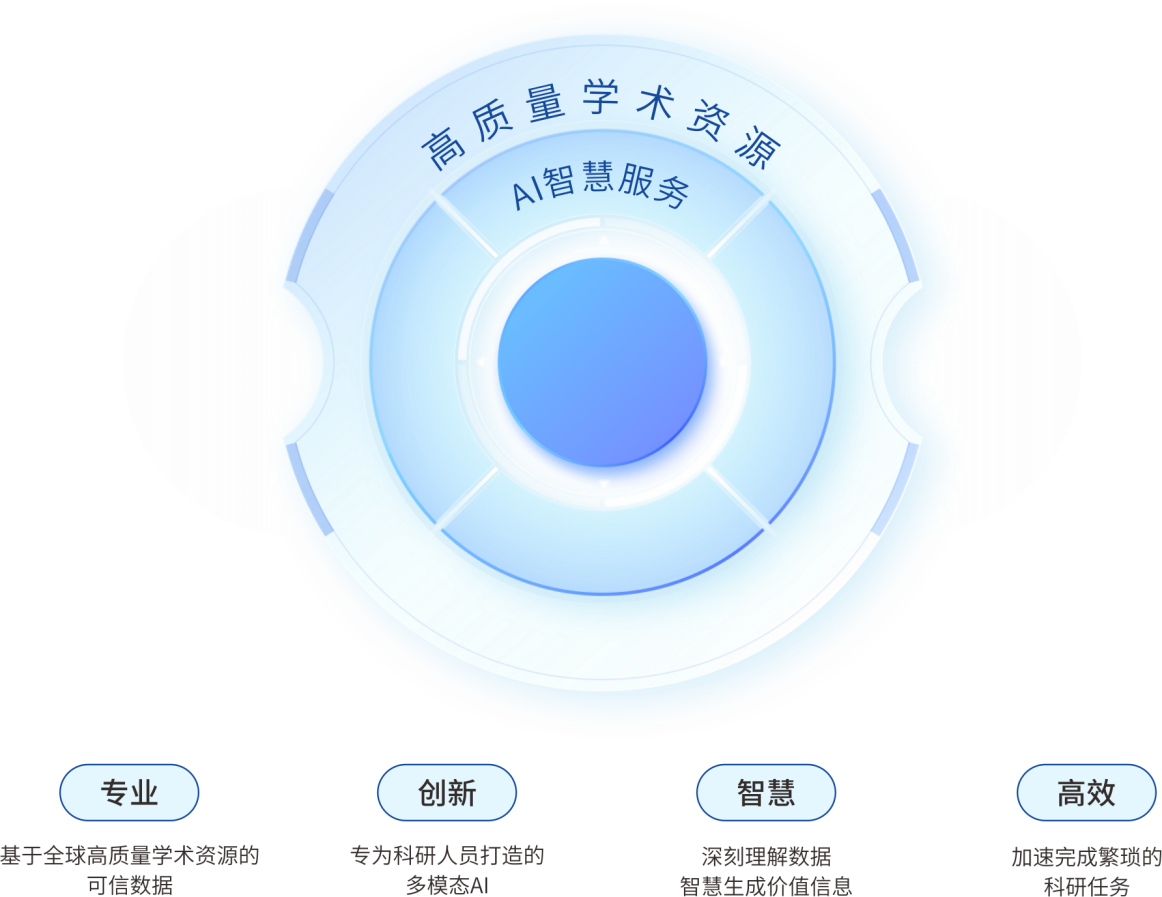 高质量学术资源
AI智慧服务
专业
基于全球高质量学术资源的
可信数据
创新
专为科研人员打造的
多模态AI
智慧
深刻理解数据
智慧生成价值信息
高效
加速完成繁琐的
科研任务